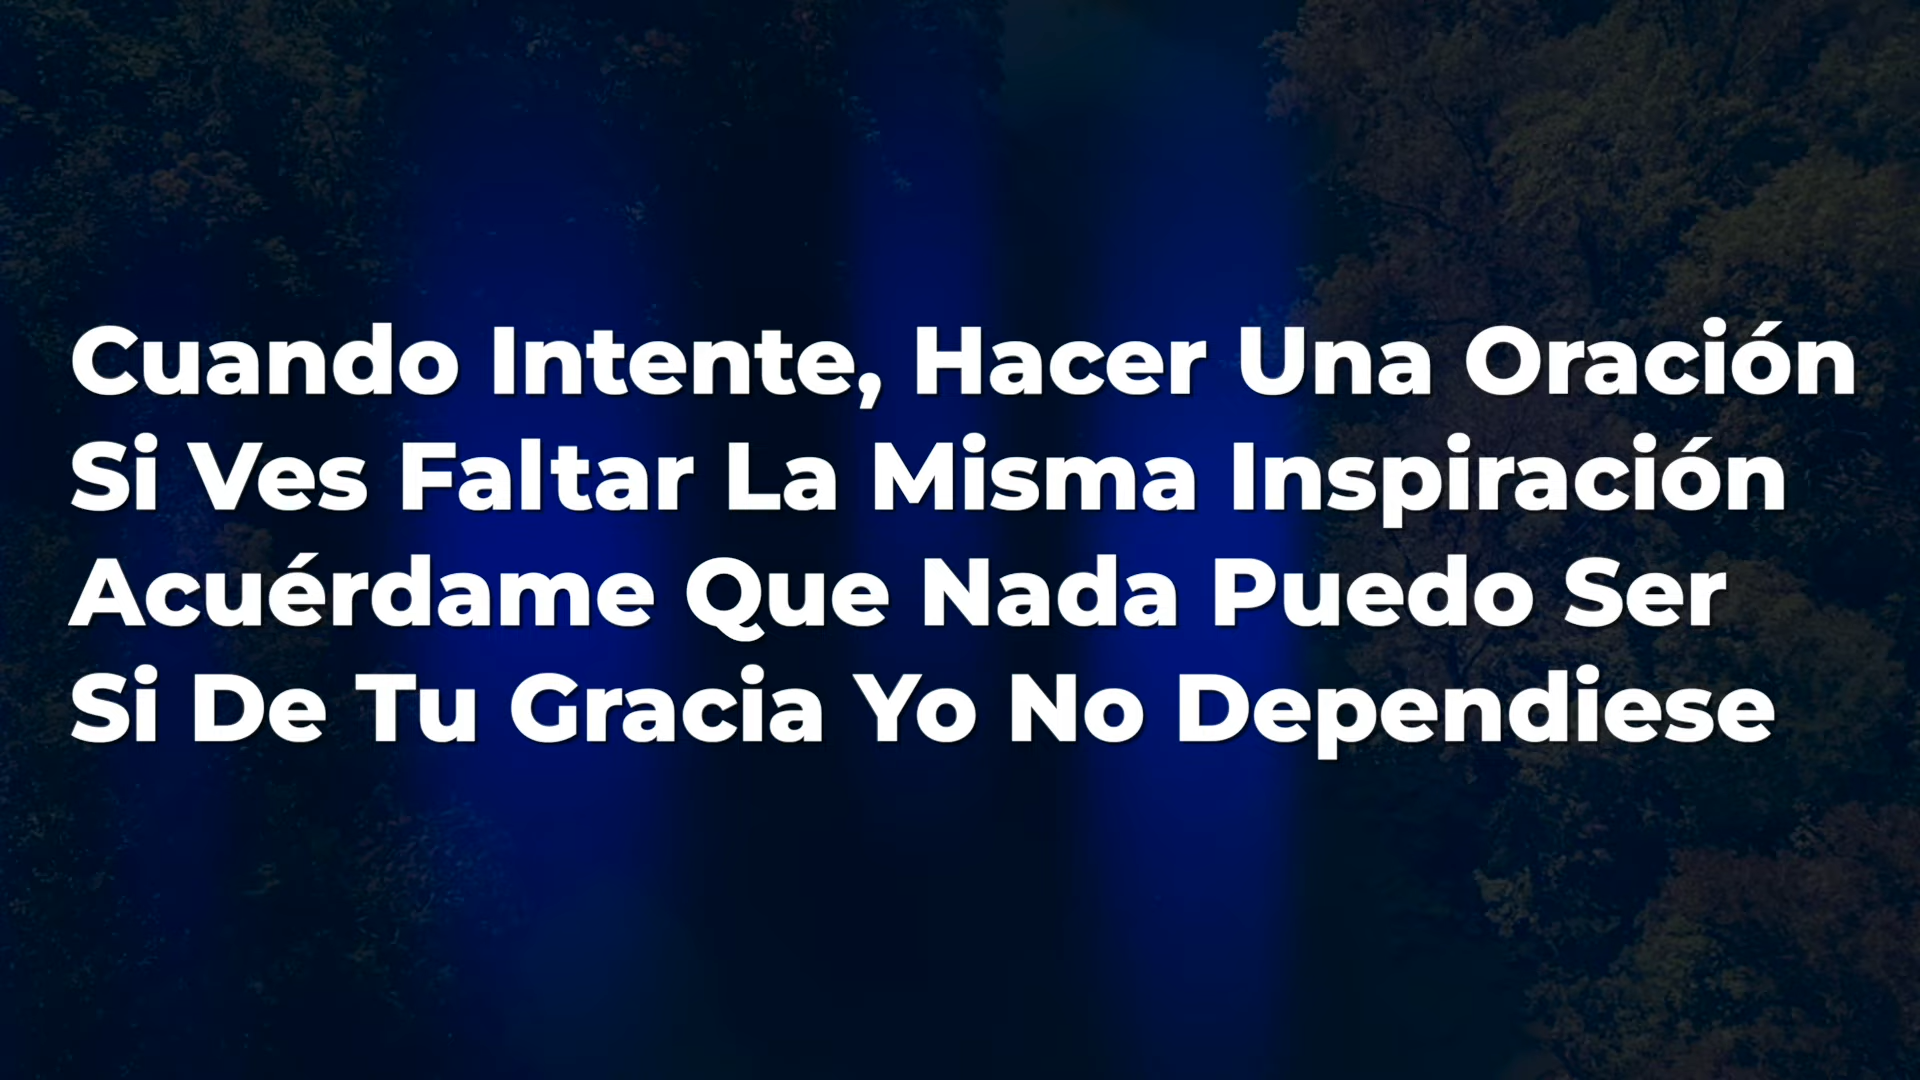 Cuando Intente, Hacer Una Oración
Si Ves Faltar La Misma Inspiración
Acuérdame Que Nada Puedo Ser
Si De Tu Gracia Yo No Dependiese